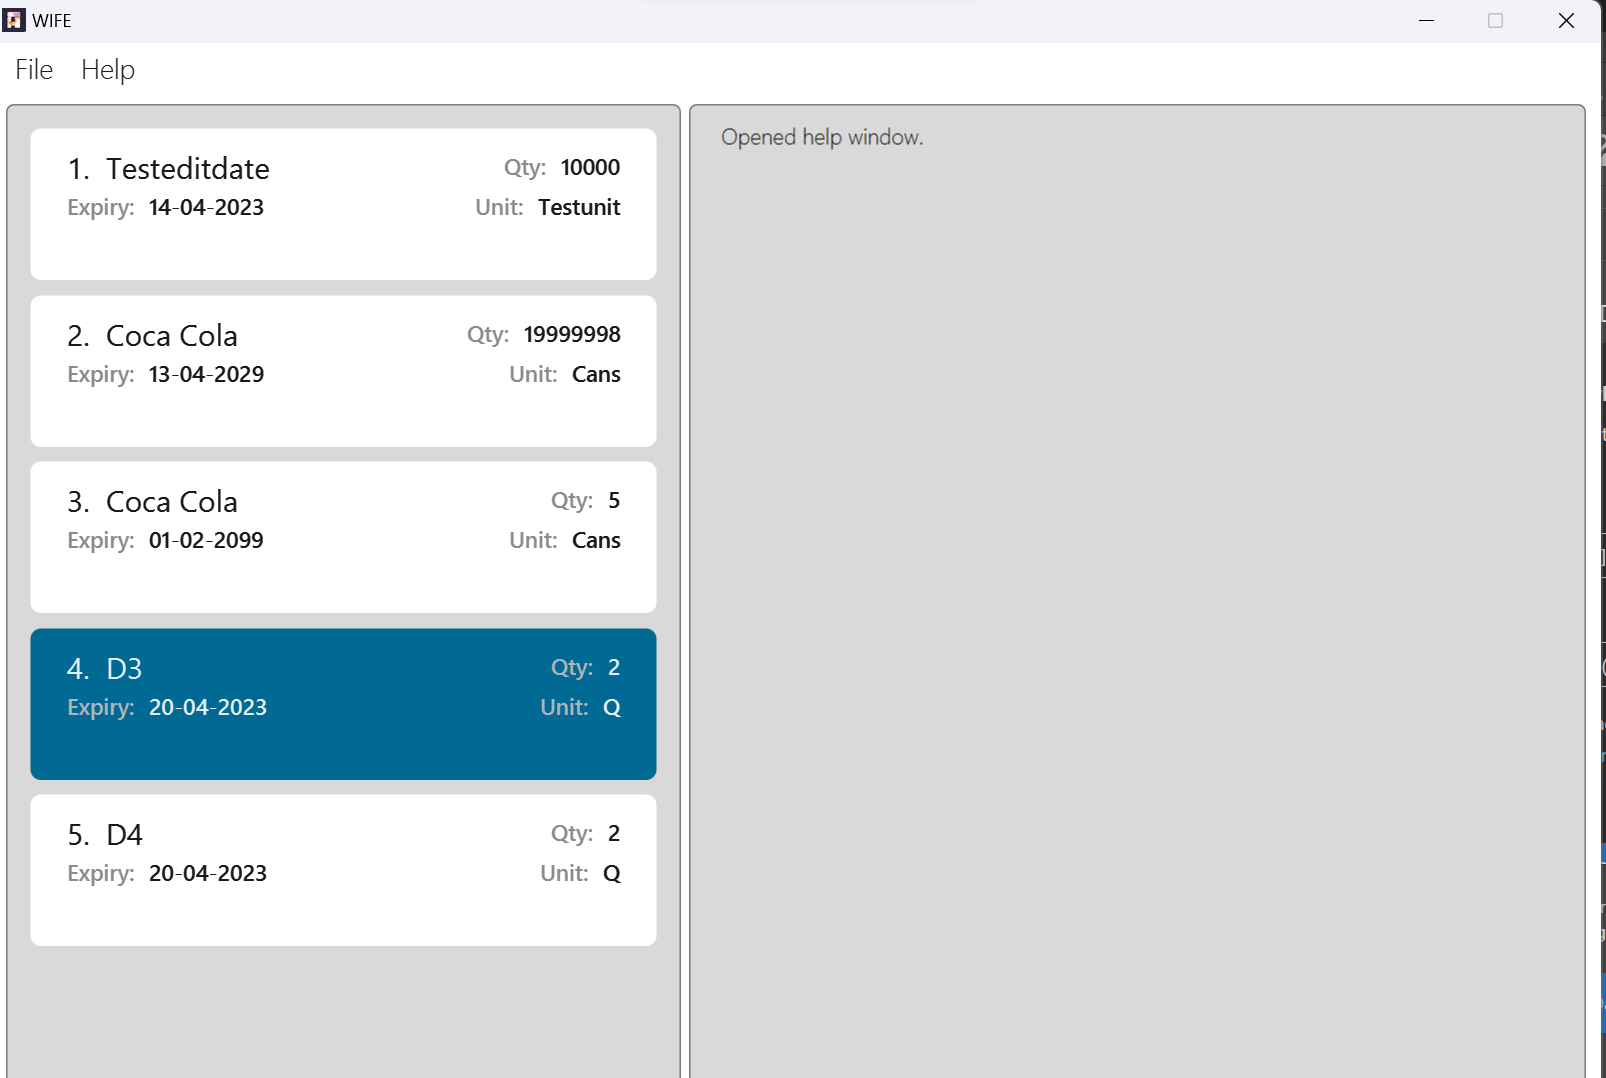 WIFE
File Help
1. Testeditdate Qty: 10000
Expiry: 14-04-2023 Unit: Testunit
2. Coca Cola Qty: 19999998
Expiry: 13-04-2029 Unit: Cans
3. Coca Cola Qty: 5
Expiry: 01-02-2099 Unit: Cans
4. D3 Qty: 2
Expiry: 20-04-2023 Unit: Q
5. D4 Qty: 2
Expiry: 20-04-2023 Unit: Q
Opened help window.